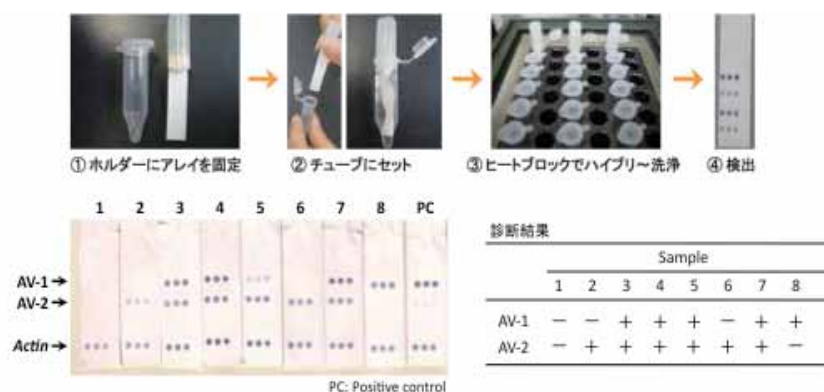 ① ホルダーにアレイを固定
② チューブにセット
③ ヒートブロックでハイブリ～洗浄
④ 検出
1 2 3 4 5 6 7 8 PC
AV-1
AV-2
Actin
PC: Positive control
診断結果
Sample
1 2 3 4 5 6 7 8
AV-1 − − + + + − + +
AV-2 − + + + + + + −